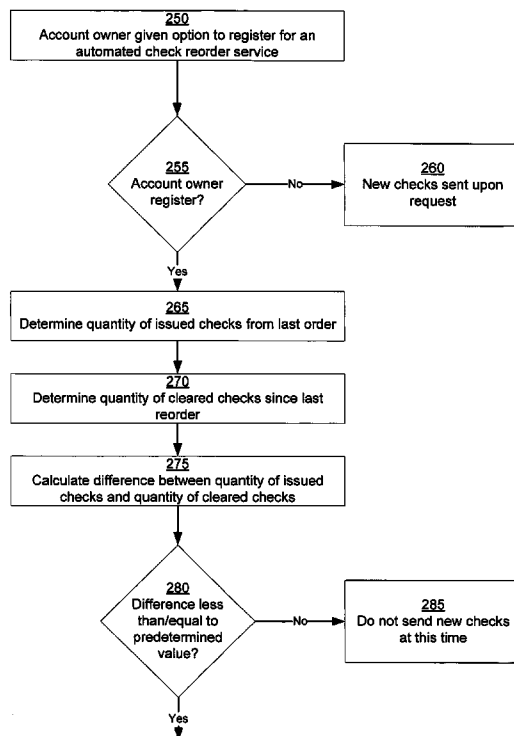 250
Account owner given option to register for an
automated check reorder service
255
Account owner
register?
No
260
New checks sent upon
request
Yes
265
Determine quantity of issued checks from last order
270
Determine quantity of cleared checks since last
reorder
275
Calculate difference between quantity of issued
checks and quantity of cleared checks
280
Difference less
than/equal to
predetermined
value?
No
285
Do not send new checks
at this time
Yes